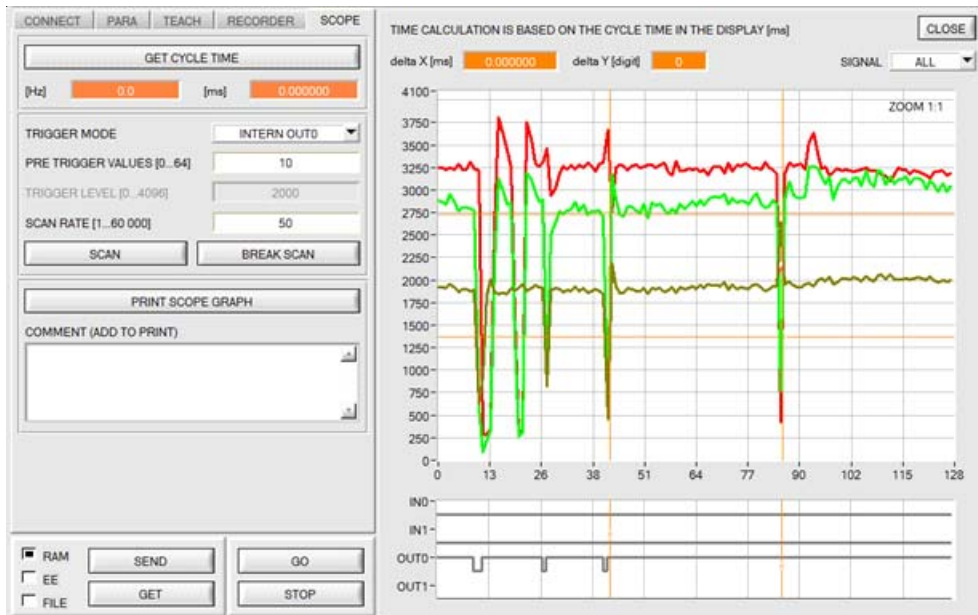 CONNECT PARA TEACH RECORDER SCOPE
GET CYCLE TIME
[Hz] 0.0 [ms] 0.000000
TRIGGER MODE INTERN OUT0
PRE TRIGGER VALUES [0...64] 10
TRIGGER LEVEL [0...4096] 2000
SCAN RATE [1...60 000] 50
SCAN BREAK SCAN
PRINT SCOPE GRAPH
COMMENT (ADD TO PRINT)
RAM
EE
FILE
SEND GO
GET STOP
TIME CALCULATION IS BASED ON THE CYCLE TIME IN THE DISPLAY [ms]
CLOSE
delta X [ms] 0.000000 delta Y [digit] 0 SIGNAL ALL
ZOOM 1:1
4100
3750
3500
3250
3000
2750
2500
2250
2000
1750
1500
1250
1000
750
500
250
0
0 13 26 38 51 64 77 90 102 115 128
IN0
IN1
OUT0
OUT1